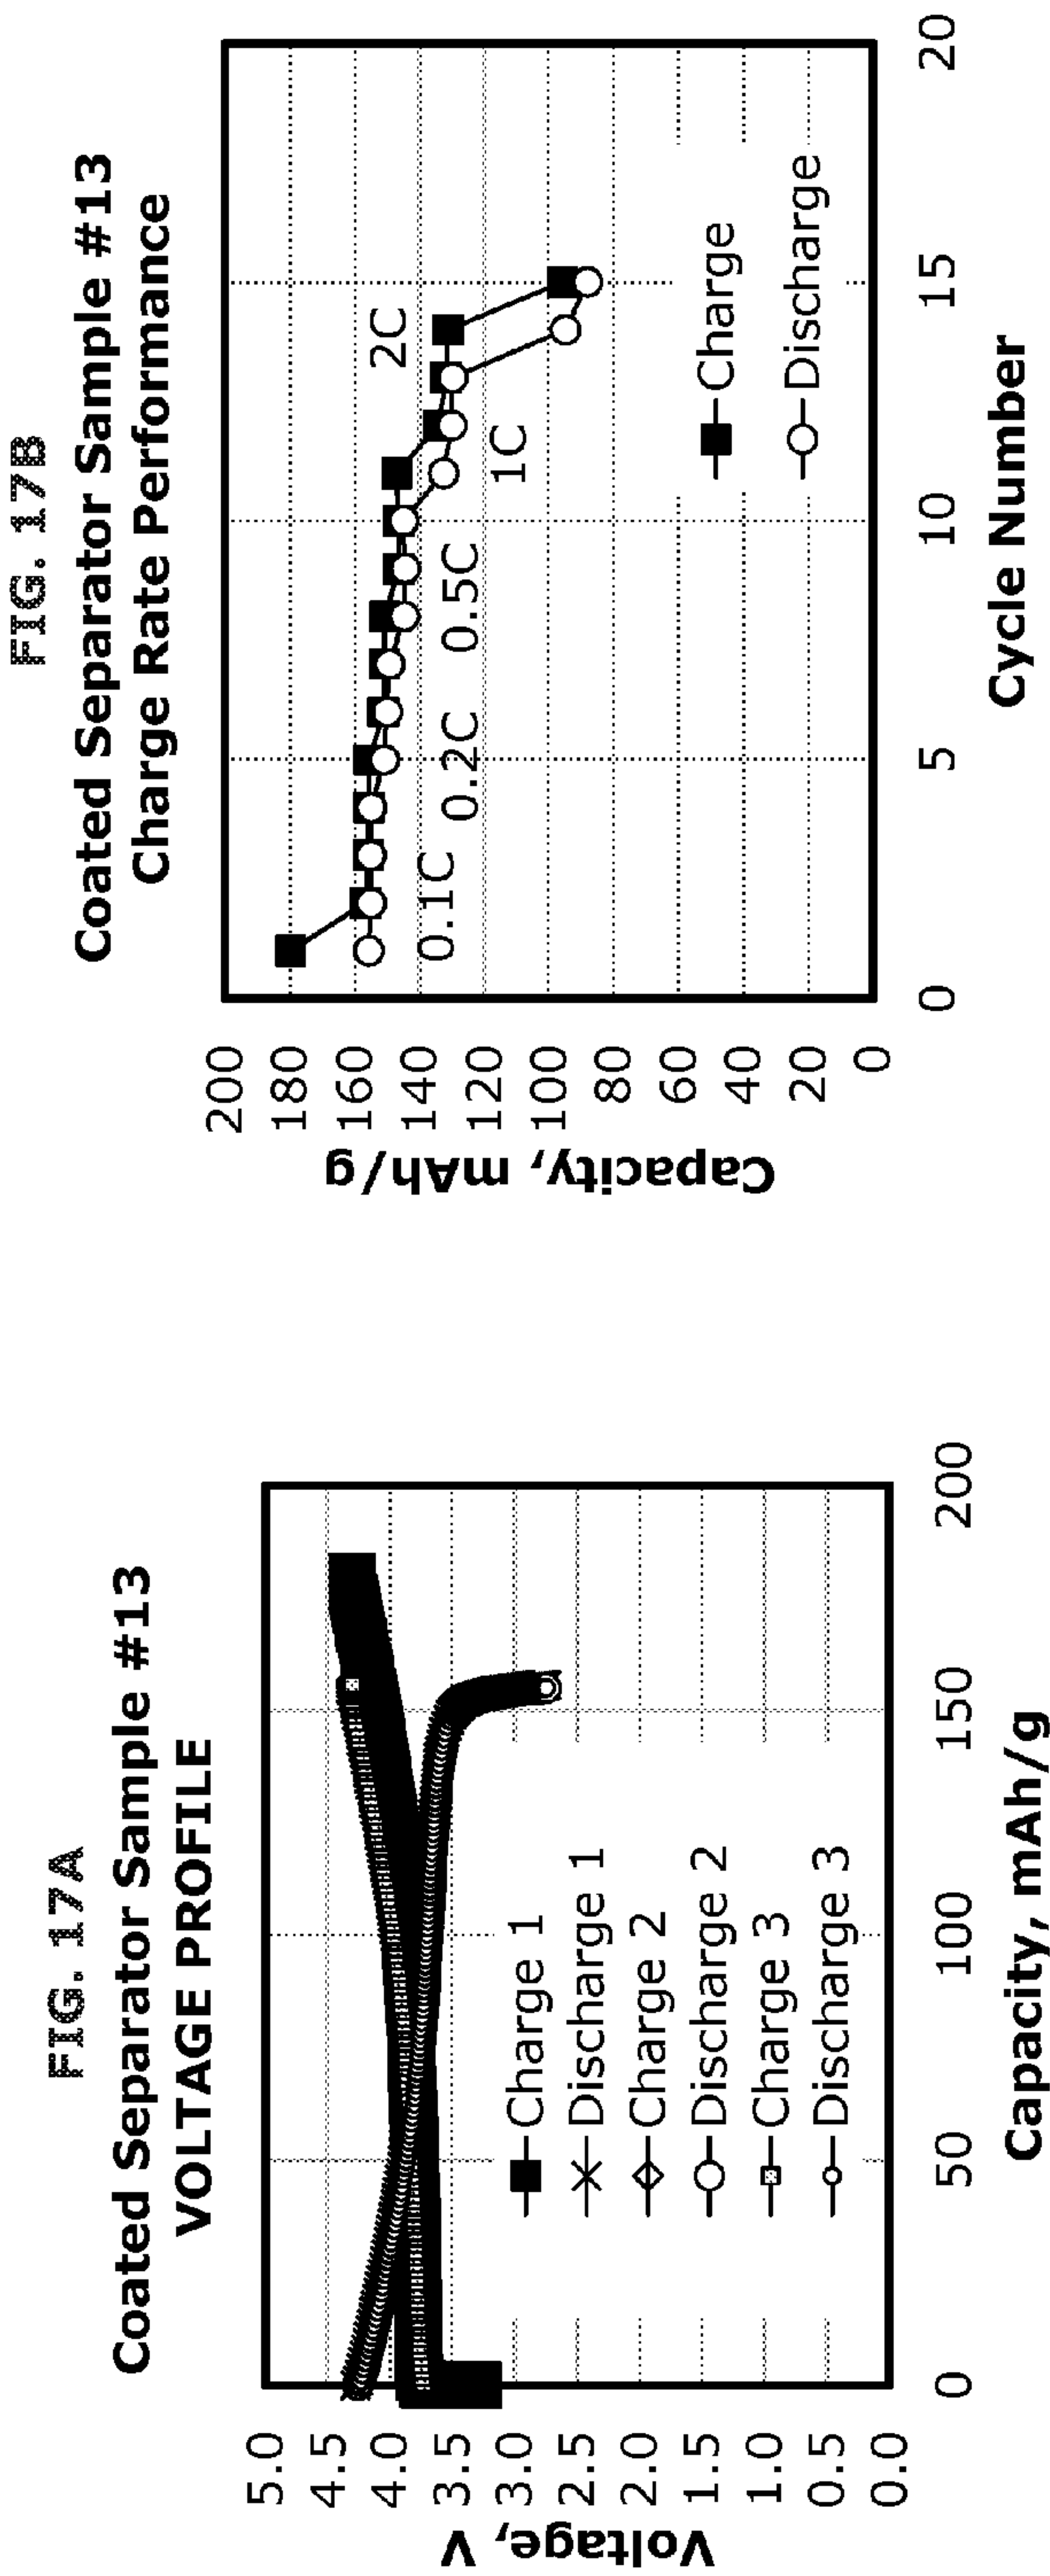 FIG. 17A
Coated Separator Sample #13
VOLTAGE PROFILE
5.0
4.5
4.0
3.5
3.0
2.5
2.0
1.5
1.0
0.5
0.0
Voltage, V
Charge 1
Discharge 1
Charge 2
Discharge 2
Charge 3
Discharge 3
0 50 100 150 200
Capacity, mAh/g
FIG. 17B
Coated Separator Sample #13
Charge Rate Performance
200
180
160
140
120
100
80
60
40
20
0
Capacity, mAh/g
2C
0.1C
0.2C
0.5C
1C
Charge
Discharge
0 5 10 15 20
Cycle Number